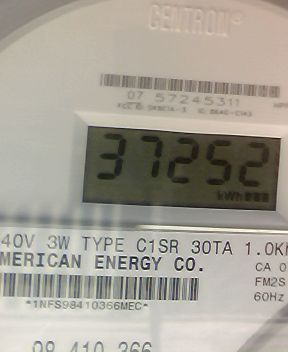 CENTRON®
07 57245311
37252
kWh
40V 3W TYPE C1SR 30TA 1.0K
MERICAN ENERGY CO.
CA 0
FM2S
*1NFS98410366MEC*
60Hz
98 410 366